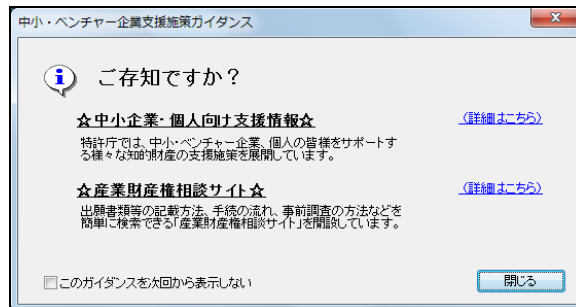 中小・ベンチャー企業支援施策ガイダンス
ご存知ですか？
☆中小企業・個人向け支援情報☆
（詳細はこちら）
特許庁では、中小・ベンチャー企業、個人の皆様をサポートす
る様々な知的財産の支援施策を展開しています。
☆産業財産権相談サイト☆
（詳細はこちら）
出願書類等の記載方法、手続の流れ、事前調査の方法などを
簡単に検索できる「産業財産権相談サイト」を開設しています。
このガイダンスを次回から表示しない
閉じる